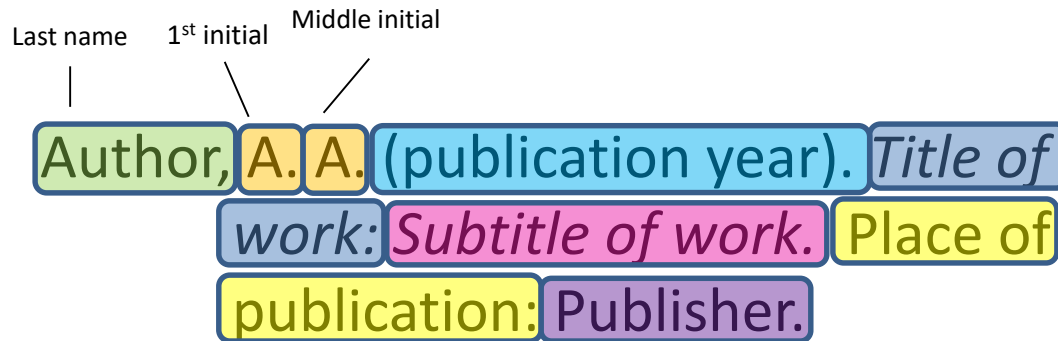 Middle initial
Last name 1st initial
Author, A. A. (publication year). Title of
work: Subtitle of work. Place of
publication: Publisher.